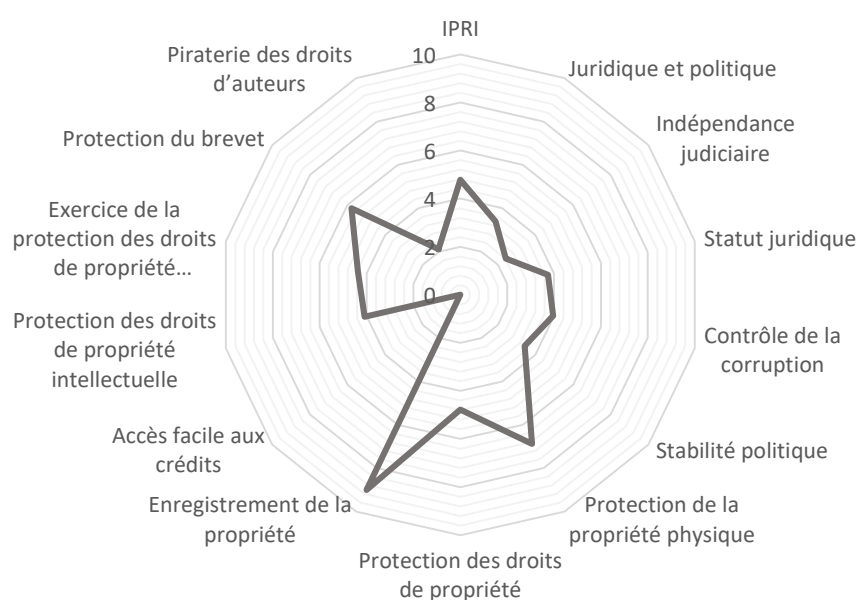 IPRI
10
8
6
4
2
0
Juridique et politique
Indépendance
judiciaire
Statut juridique
Contrôle de la
corruption
Stabilité politique
Protection de la
propriété physique
Protection des droits
de propriété
Enregistrement de la
propriété
Accès facile aux
crédits
Protection des droits
de propriété
intellectuelle
Exercice de la
protection des droits
de propriété…
Protection du brevet
Piraterie des droits
d’auteurs